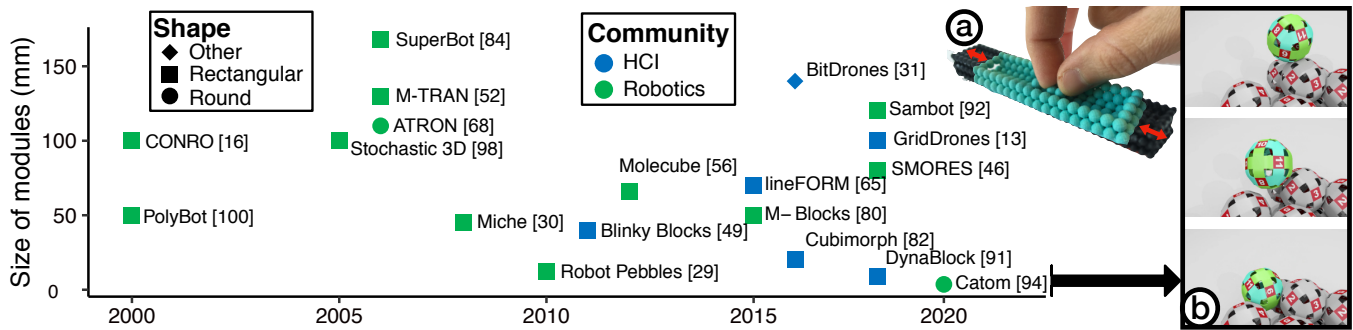 Shape
Other
Rectangular
Round
Community
HCI
Robotics
Size of modules (mm)
150
100
50
0
2000
2005
2010
2015
2020
SuperBot [84]
M-TRAN [52]
ATRON [68]
CONRO [16]
Stochastic 3D [98]
PolyBot [100]
Miche [30]
Robot Pebbles [29]
Blinky Blocks [49]
Molecube [56]
lineFORM [65]
M– Blocks [80]
Cubimorph [82]
BitDrones [31]
Sambot [92]
GridDrones [13]
SMORES [46]
DynaBlock [91]
Catom [94]
a
b